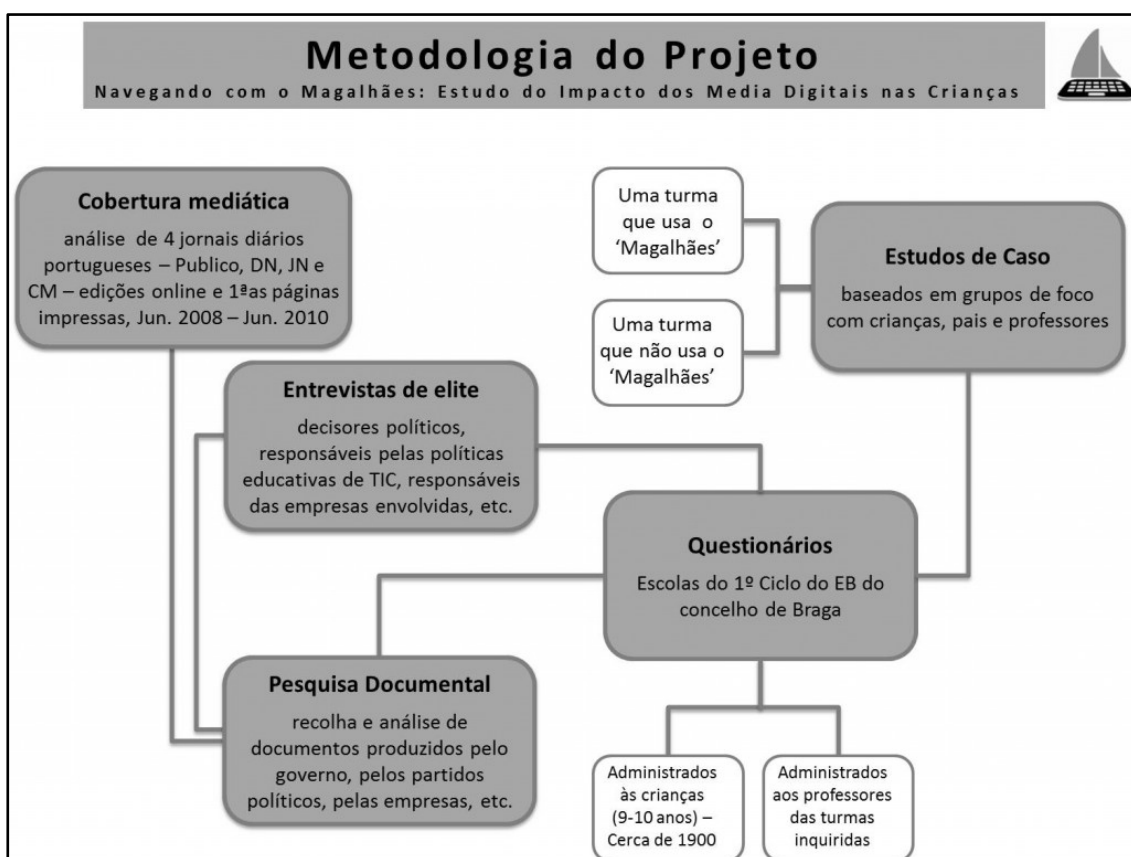 Metodologia do Projeto
Navegando com o Magalhães: Estudo do Impacto dos Media Digitais nas Crianças
Cobertura mediática
análise de 4 jornais diários
portugueses – Publico, DN, JN e
CM – edições online e 1ªas páginas
impressas, Jun. 2008 – Jun. 2010
Uma turma
que usa o
‘Magalhães’
Uma turma
que não usa o
‘Magalhães’
Estudos de Caso
baseados em grupos de foco
com crianças, pais e professores
Entrevistas de elite
decisores políticos,
responsáveis pelas políticas
educativas de TIC, responsáveis
das empresas envolvidas, etc.
Questionários
Escolas do 1º Ciclo do EB do
concelho de Braga
Pesquisa Documental
recolha e análise de
documentos produzidos pelo
governo, pelos partidos
políticos, pelas empresas, etc.
Administrados
às crianças
(9-10 anos) –
Cerca de 1900
Administrados
aos professores
das turmas
inquiridas